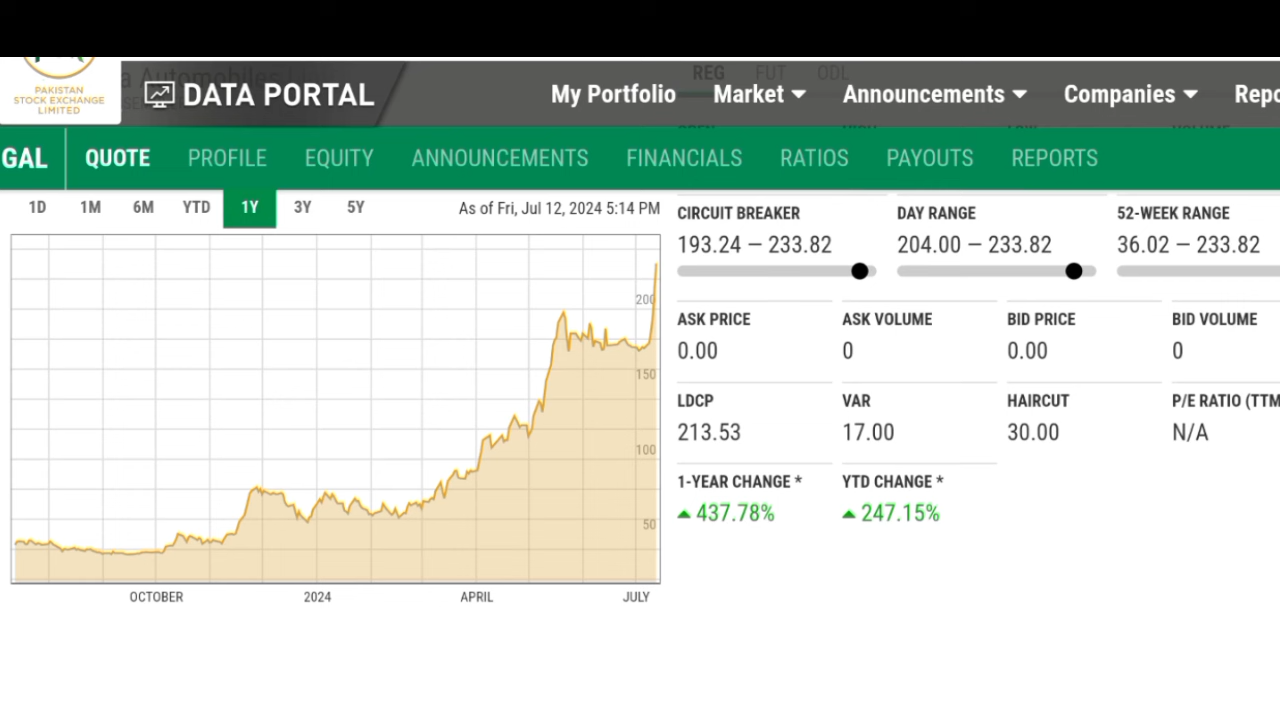 a Automobiles
REG FUT ODL
PAKISTAN
STOCK EXCHANGE
LIMITED
DATA PORTAL
My Portfolio Market Announcements Companies Repo
GAL QUOTE PROFILE EQUITY ANNOUNCEMENTS FINANCIALS RATIOS PAYOUTS REPORTS
1D 1M 6M YTD 1Y 3Y 5Y
As of Fri, Jul 12, 2024 5:14 PM
200
150
100
50
OCTOBER 2024 APRIL JULY
CIRCUIT BREAKER DAY RANGE 52-WEEK RANGE
193.24 — 233.82 204.00 — 233.82 36.02 — 233.82
ASK PRICE ASK VOLUME BID PRICE BID VOLUME
0.00 0 0.00 0
LDCP VAR HAIRCUT P/E RATIO (TTM
213.53 17.00 30.00 N/A
1-YEAR CHANGE * YTD CHANGE *
437.78% 247.15%